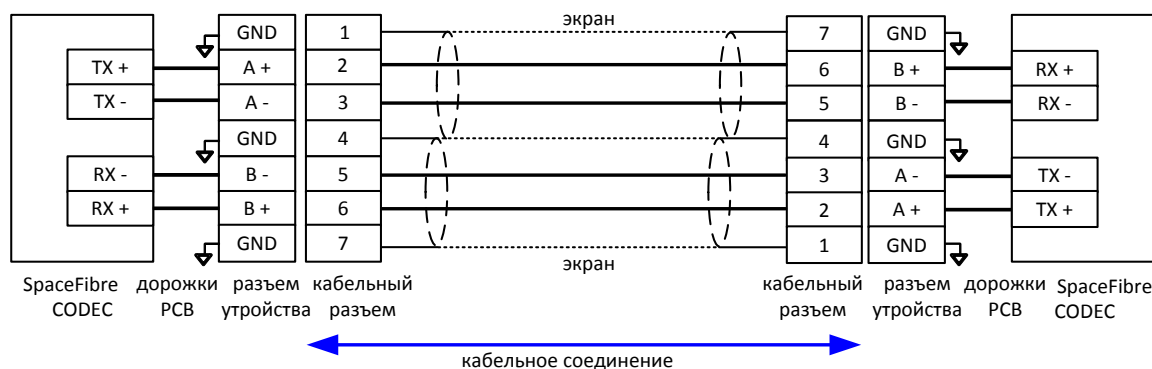 экран
GND 1 7 GND
TX + A + 2 6 B + RX +
TX - A - 3 5 B - RX -
GND 4 4 GND
RX - B - 5 3 A - TX -
RX + B + 6 2 A + TX +
GND 7 1 GND
экран
SpaceFibre дорожки разъем кабельный кабельный разъем дорожки SpaceFibre
CODEC PCB утройства разъем разъем утройства PCB CODEC
кабельное соединение